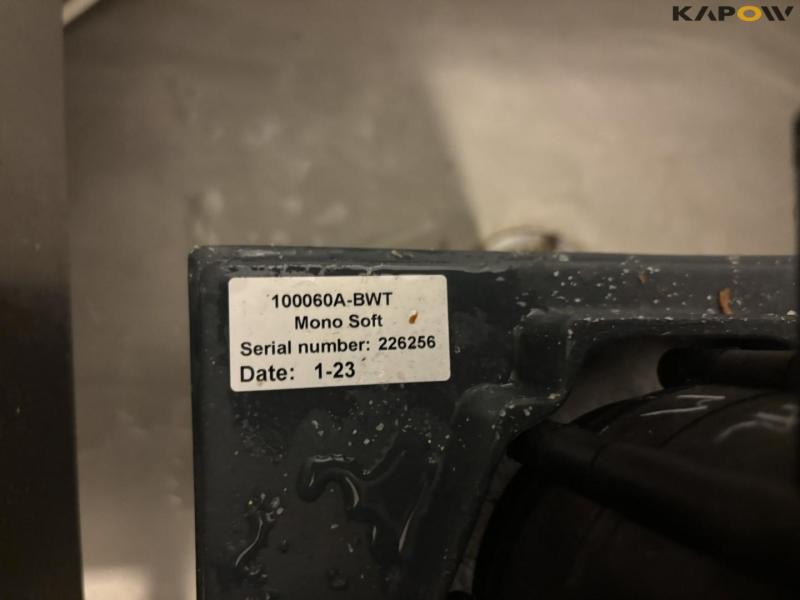 KAPOW
100060A-BWT
Mono Soft
Serial number: 226256
Date: 1-23